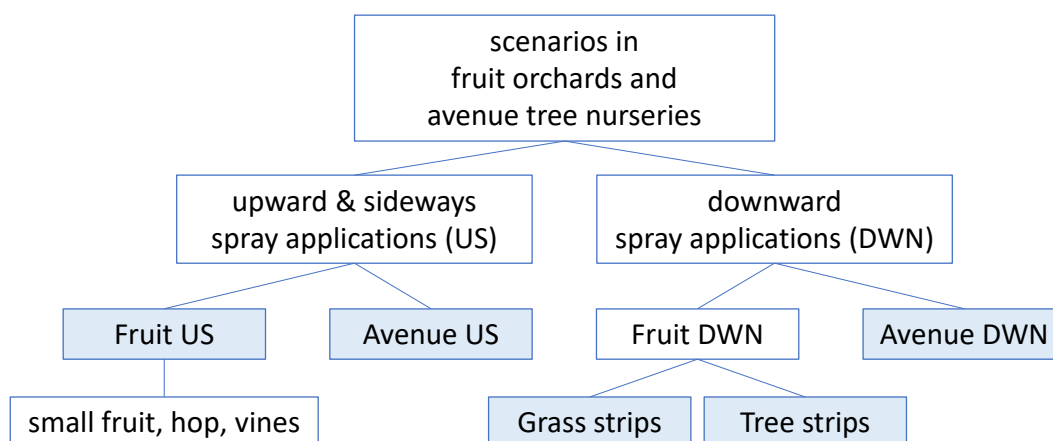 scenarios in
fruit orchards and
avenue tree nurseries
upward & sideways
spray applications (US)
downward
spray applications (DWN)
Fruit US
Avenue US
Fruit DWN
Avenue DWN
small fruit, hop, vines
Grass strips
Tree strips